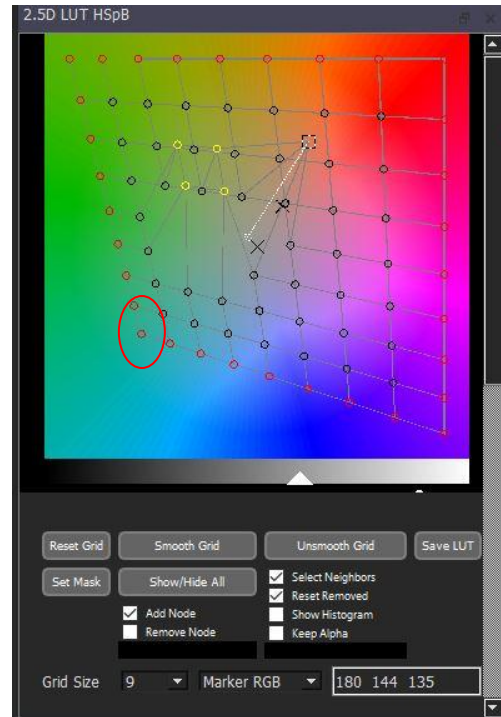 2.5D LUT HSpB
Reset Grid Smooth Grid Unsmooth Grid Save LUT
Set Mask Show/Hide All Select Neighbors
Reset Removed
Add Node Show Histogram
Remove Node Keep Alpha
Grid Size 9 Marker RGB 180 144 135